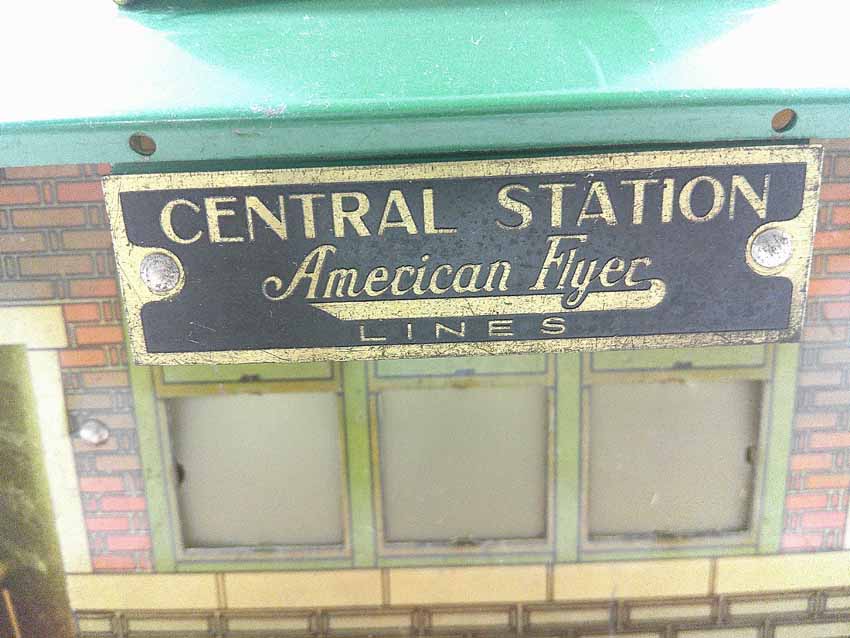 CENTRAL STATION
American Flyer
LINES